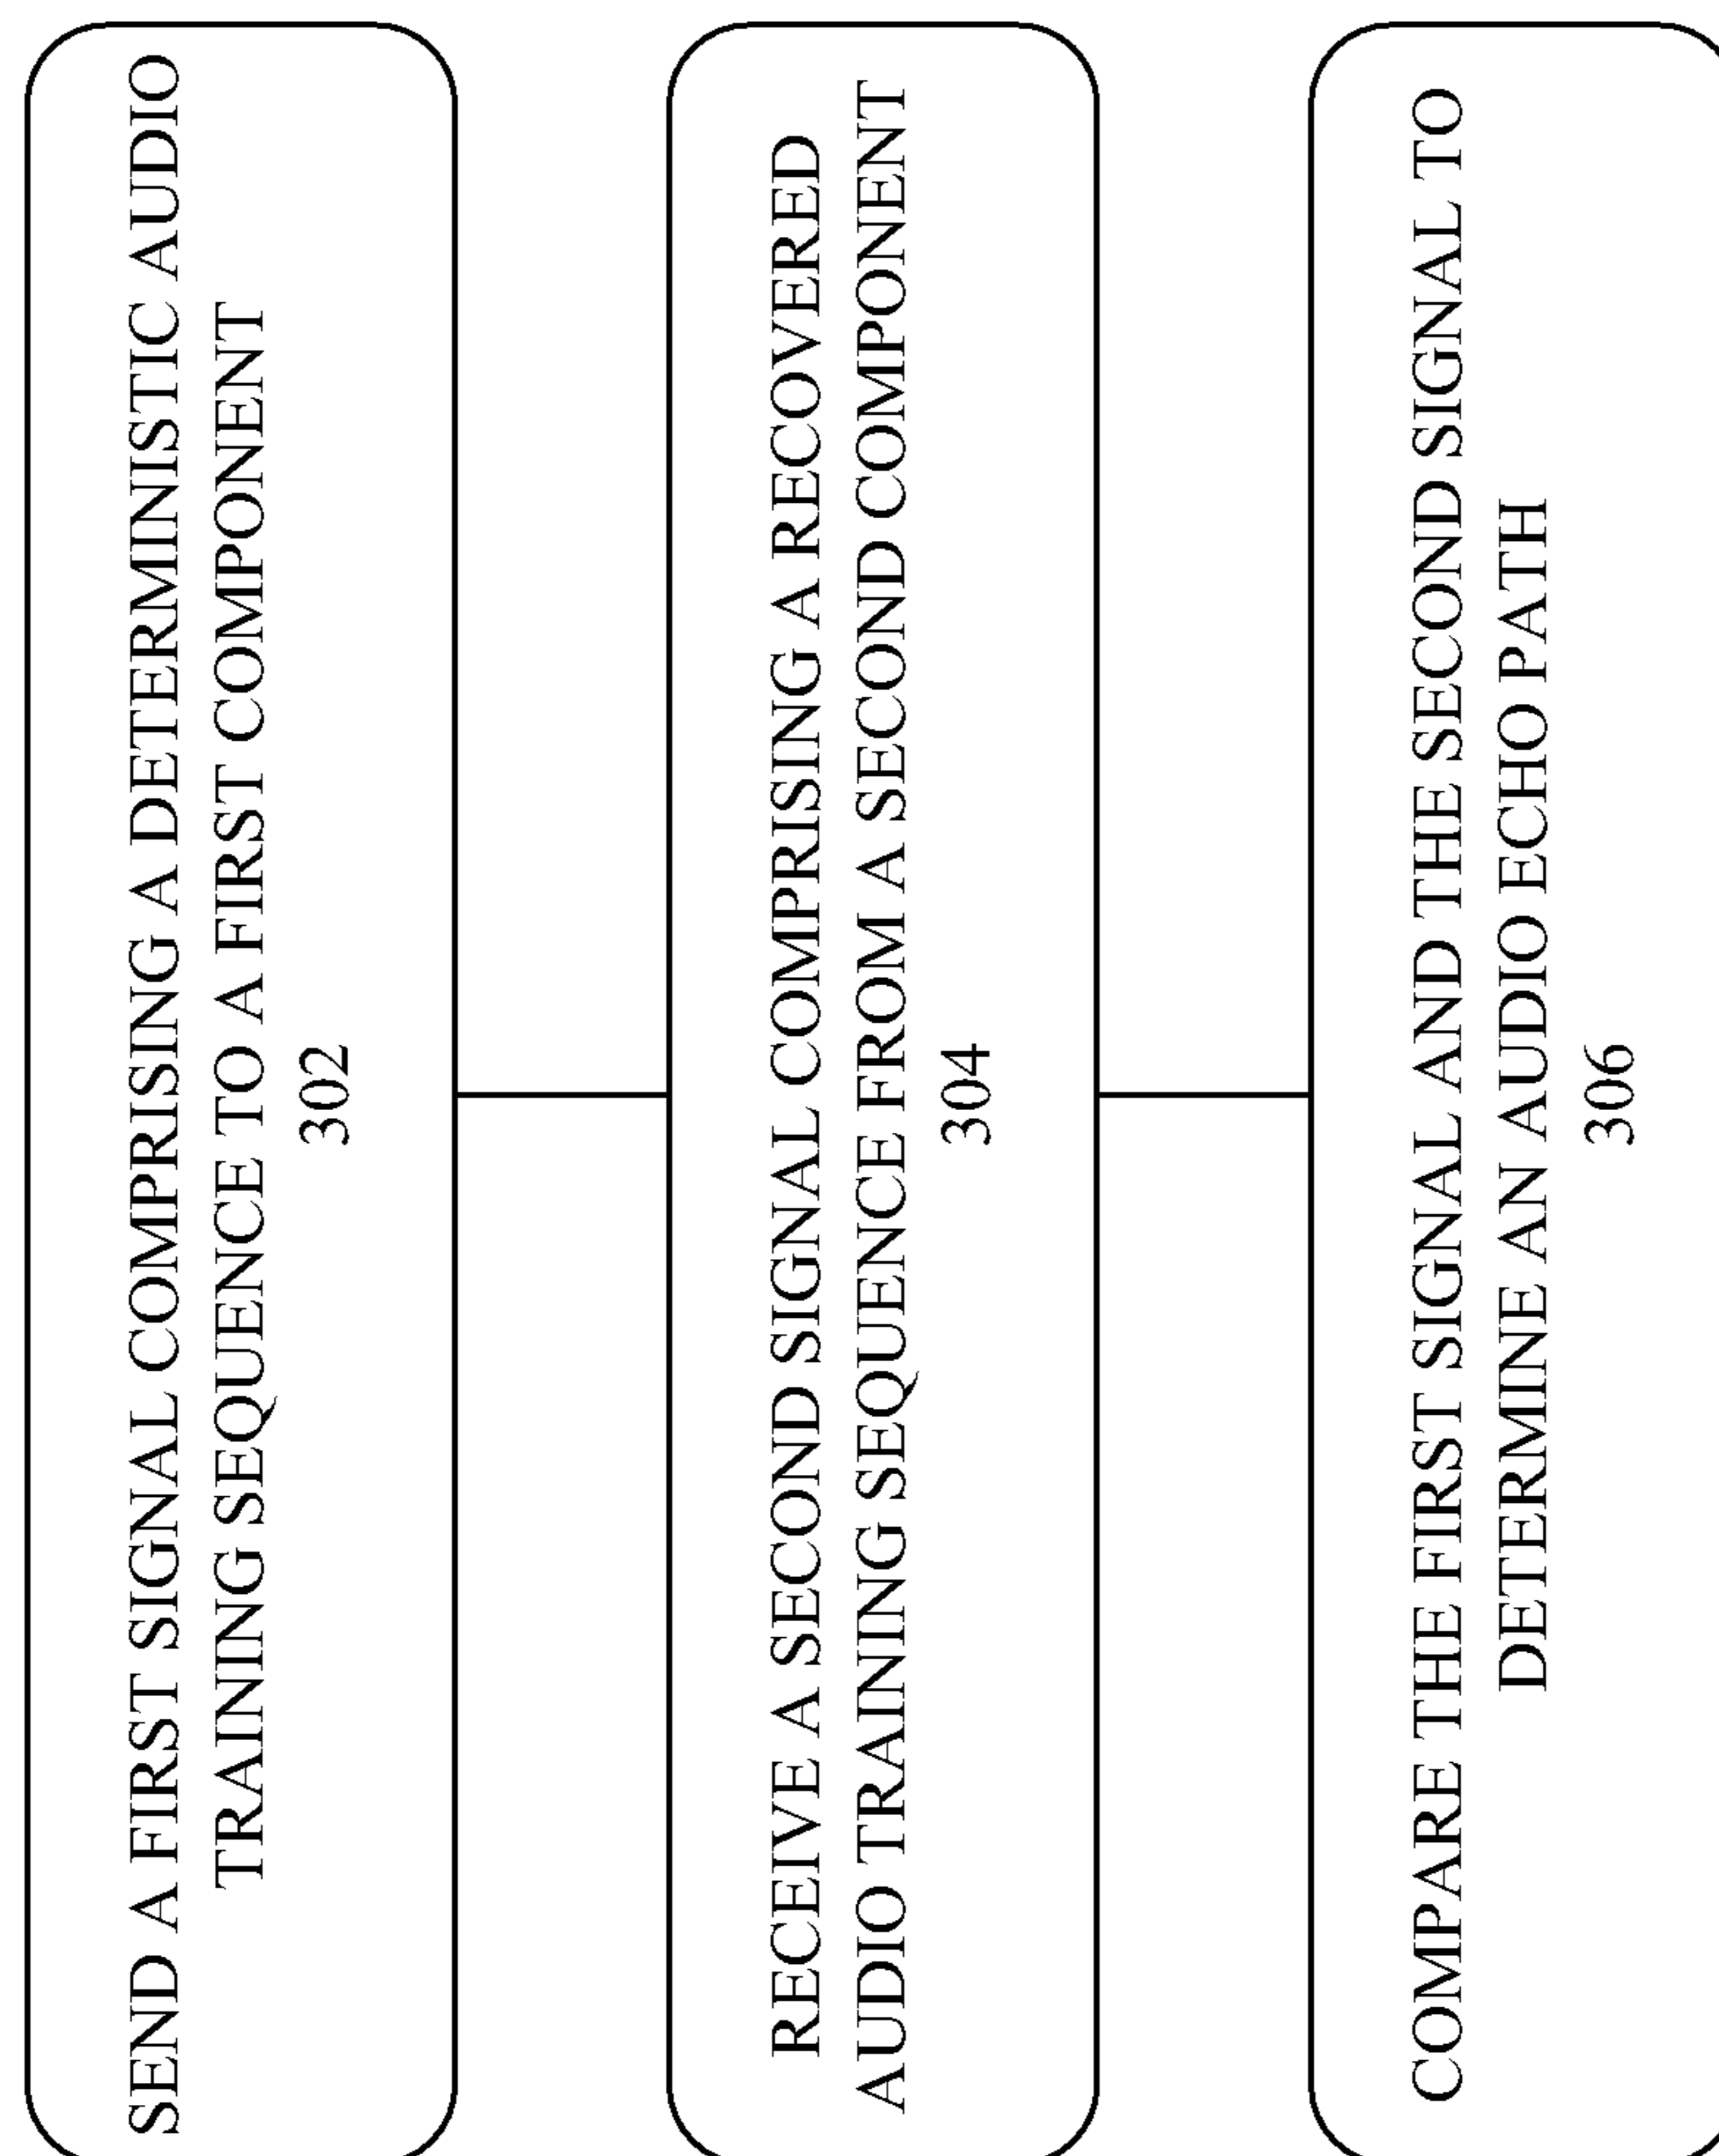 SEND A FIRST SIGNAL COMPRISING A DETERMINISTIC AUDIO
TRAINING SEQUENCE TO A FIRST COMPONENT
302
RECEIVE A SECOND SIGNAL COMPRISING A RECOVERED
AUDIO TRAINING SEQUENCE FROM A SECOND COMPONENT
304
COMPARE THE FIRST SIGNAL AND THE SECOND SIGNAL TO
DETERMINE AN AUDIO ECHO PATH
306